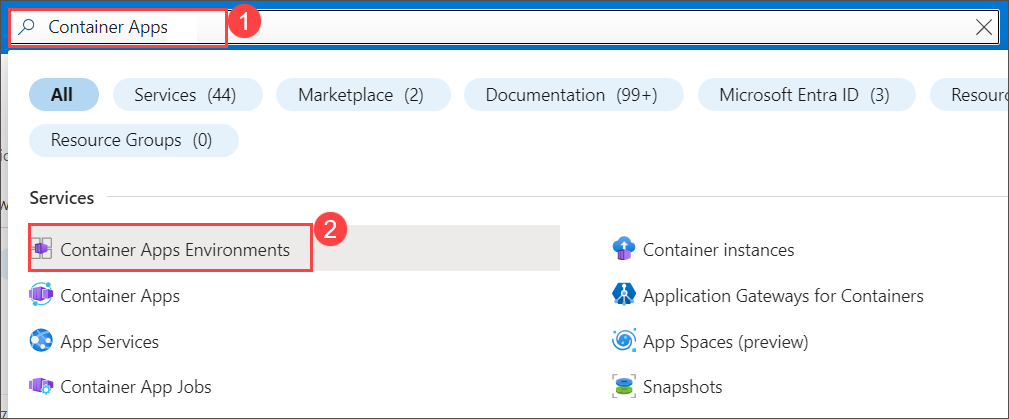 Container Apps
1
All
Services (44)
Marketplace (2)
Documentation (99+)
Microsoft Entra ID (3)
Resource Groups (0)
Services
2
Container Apps Environments
Container instances
Container Apps
Application Gateways for Containers
App Services
App Spaces (preview)
Container App Jobs
Snapshots